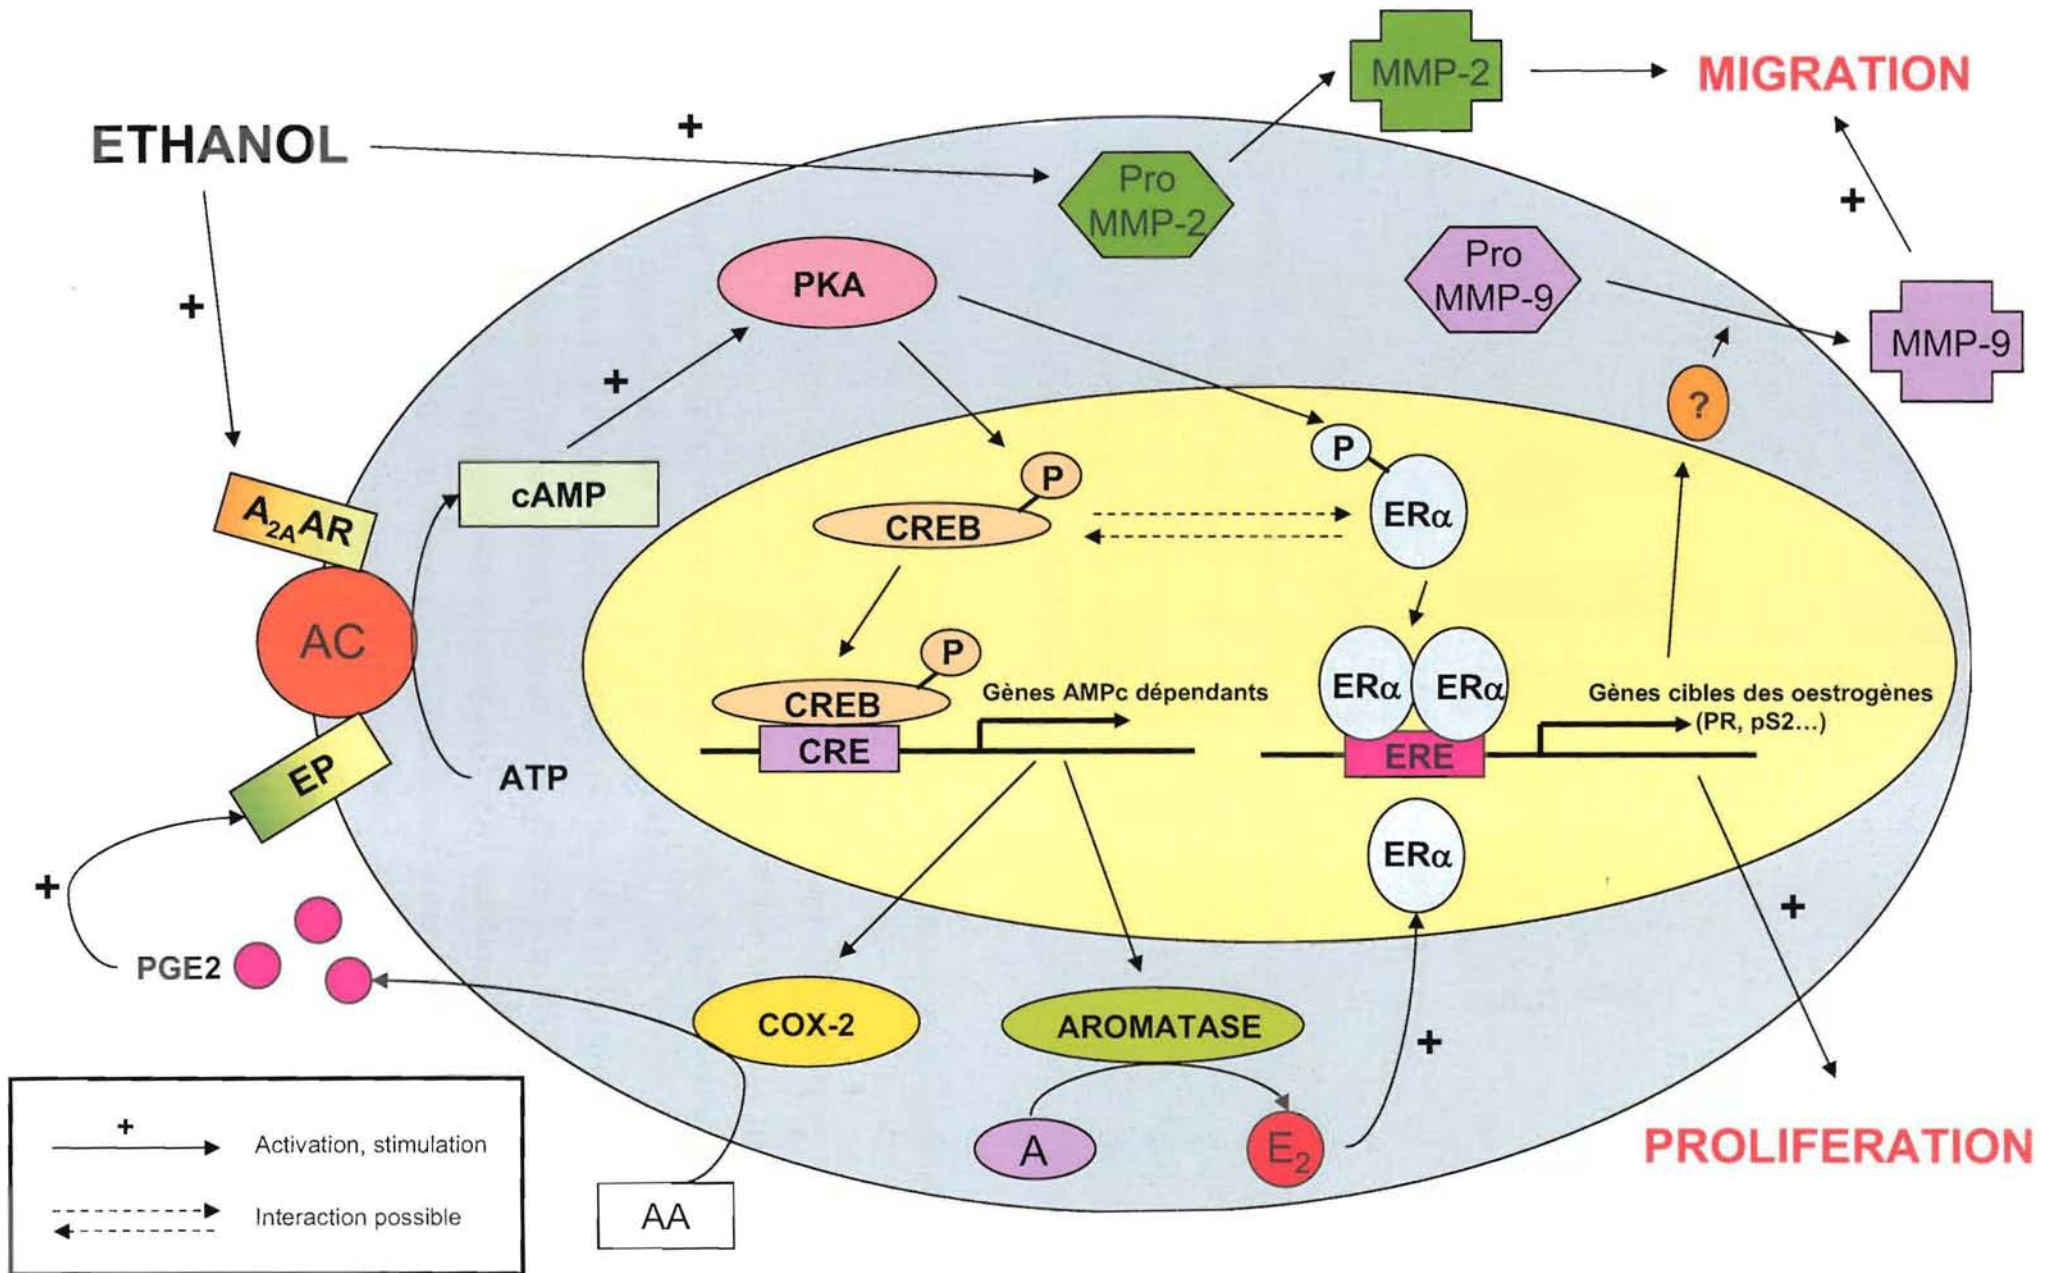 MMP-2
MIGRATION
+
ETHANOL
Pro
MMP-2
+
Pro
MMP-9
PKA
+
MMP-9
+
?
P
P
cAMP
A2A AR
CREB
ERα
AC
P
CREB
Gènes AMPc dépendants
ERα
ERα
Gènes cibles des oestrogènes
(PR, pS2...)
CRE
ERE
EP
ATP
ERα
+
+
PGE2
COX-2
AROMATASE
+
A
E2
PROLIFERATION
AA
+
Activation, stimulation
Interaction possible